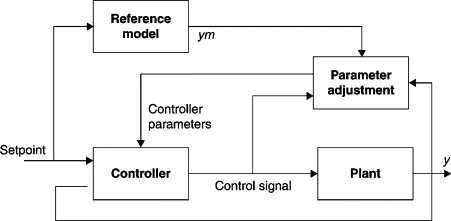 Reference
model
ym
Parameter
adjustment
Controller
parameters
Setpoint
Controller
Control signal
Plant
y